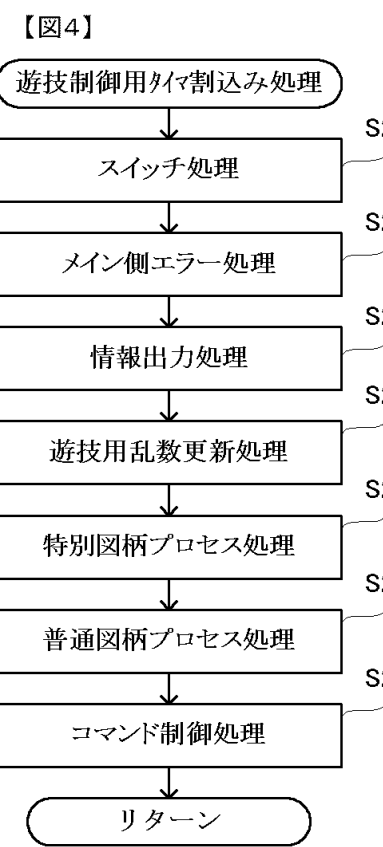 【図4】
遊技制御用タイマ割込み処理
スイッチ処理
メイン側エラー処理
情報出力処理
遊技用乱数更新処理
特別図柄プロセス処理
普通図柄プロセス処理
コマンド制御処理
リターン